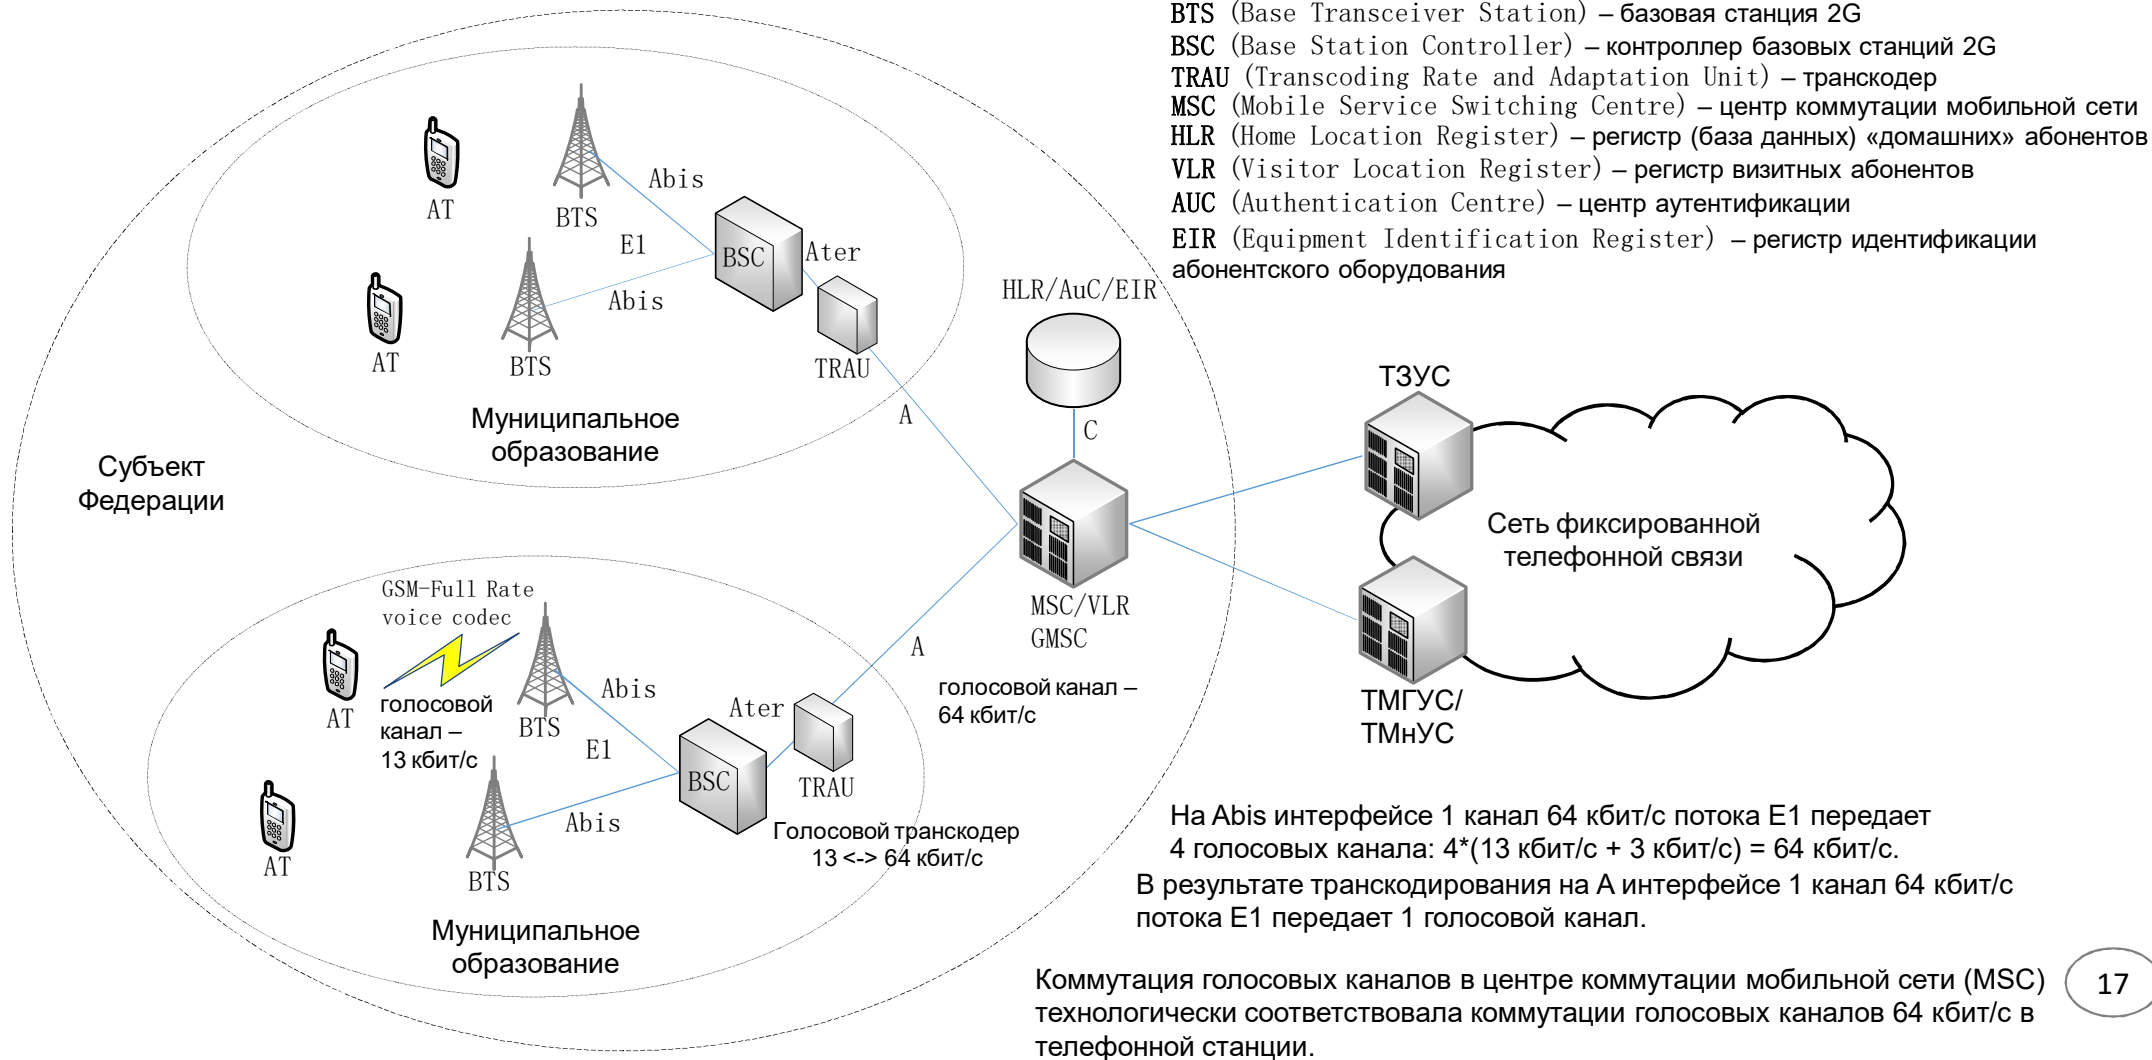 BTS (Base Transceiver Station) – базовая станция 2G
BSC (Base Station Controller) – контроллер базовых станций 2G
TRAU (Transcoding Rate and Adaptation Unit) – транскодер
MSC (Mobile Service Switching Centre) – центр коммутации мобильной сети
HLR (Home Location Register) – регистр (база данных) «домашних» абонентов
VLR (Visitor Location Register) – регистр визитных абонентов
AUC (Authentication Centre) – центр аутентификации
EIR (Equipment Identification Register) – регистр идентификации
абонентского оборудования
AT
BTS
Abis
E1
BSC
Ater
AT
BTS
Abis
TRAU
Муниципальное
образование
A
HLR/AuC/EIR
C
Субъект
Федерации
MSC/VLR
GMSC
ТЗУС
Сеть фиксированной
телефонной связи
ТМГУС/
ТМнУС
GSM-Full Rate
voice codec
AT
голосовой
канал –
13 кбит/с
BTS
Abis
E1
BSC
Ater
TRAU
A
голосовой канал –
64 кбит/с
AT
BTS
Abis
Голосовой транскодер
13 <-> 64 кбит/с
Муниципальное
образование
На Abis интерфейсе 1 канал 64 кбит/с потока E1 передает
4 голосовых канала: 4*(13 кбит/с + 3 кбит/с) = 64 кбит/с.
В результате транскодирования на А интерфейсе 1 канал 64 кбит/с
потока E1 передает 1 голосовой канал.
Коммутация голосовых каналов в центре коммутации мобильной сети (MSC)
технологически соответствовала коммутации голосовых каналов 64 кбит/с в
телефонной станции.
17